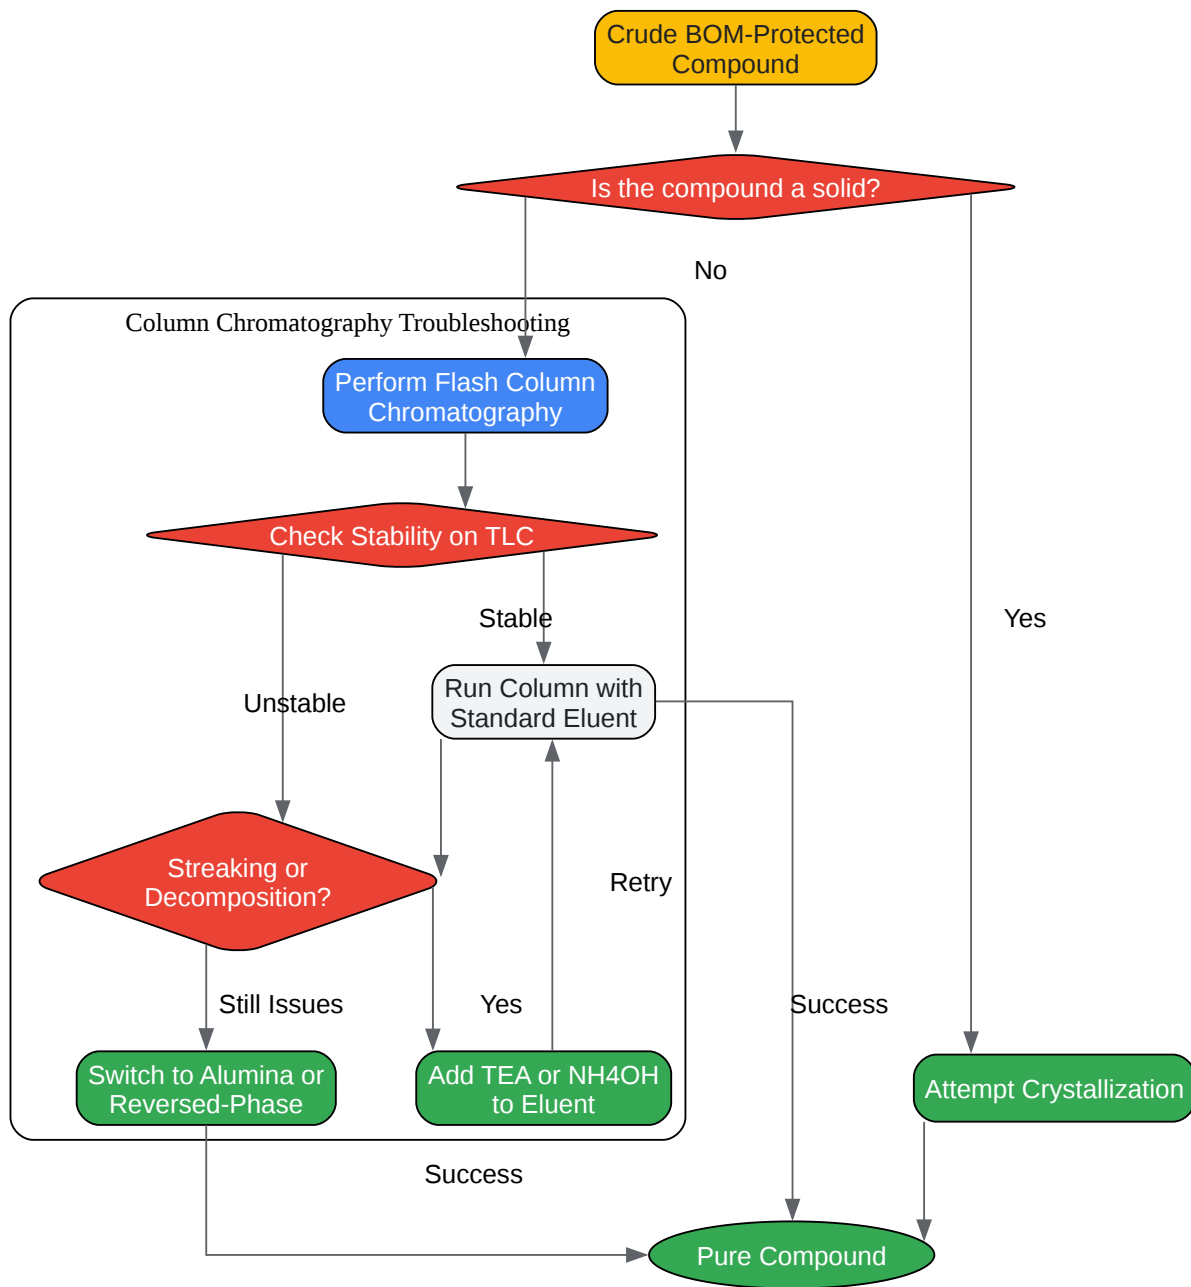 Crude BOM-Protected
Compound
Is the compound a solid?
No
Column Chromatography Troubleshooting
Perform Flash Column
Chromatography
Check Stability on TLC
Stable
Yes
Unstable
Run Column with
Standard Eluent
Streaking or
Decomposition?
Retry
Still Issues
Yes
Success
Switch to Alumina or
Reversed-Phase
Add TEA or NH4OH
to Eluent
Attempt Crystallization
Success
Pure Compound